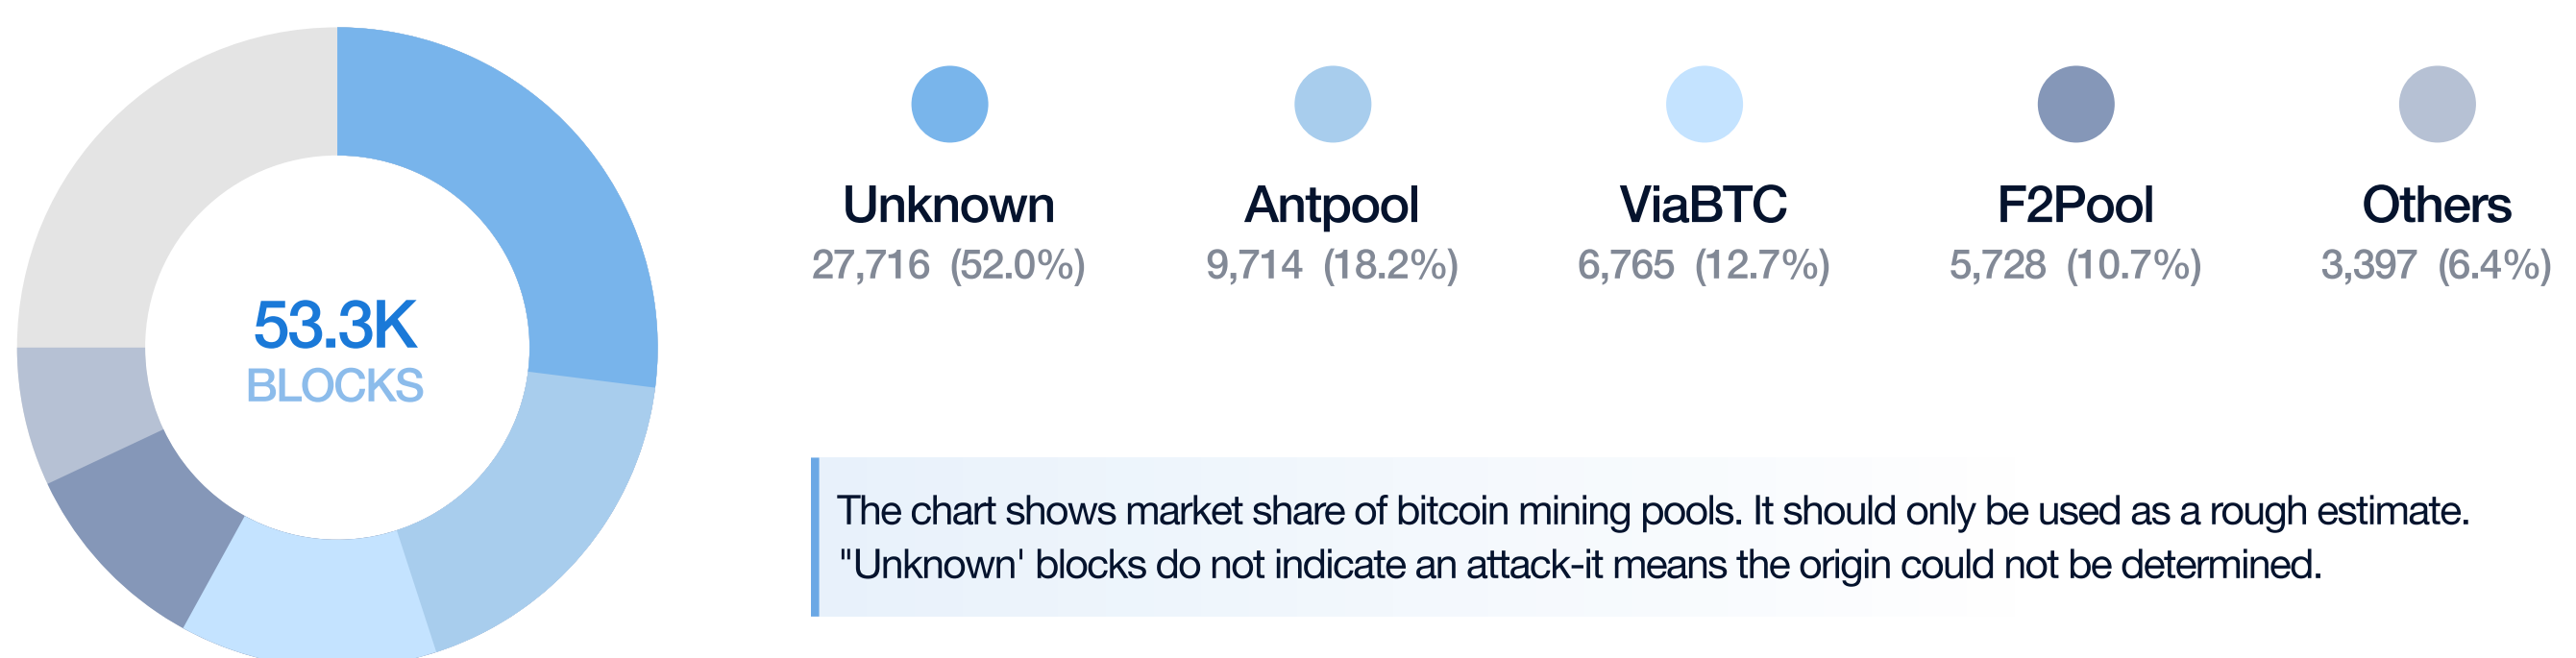 53.3K
BLOCKS
Unknown
27,716 (52.0%)
Antpool
9,714 (18.2%)
ViaBTC
6,765 (12.7%)
F2Pool
5,728 (10.7%)
Others
3,397 (6.4%)
The chart shows market share of bitcoin mining pools. It should only be used as a rough estimate.
"Unknown' blocks do not indicate an attack-it means the origin could not be determined.